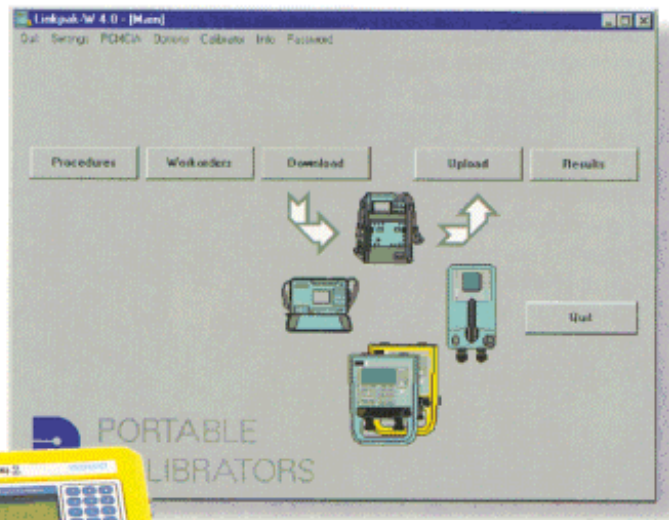 Linkpak-W 4.0 - [Main]
Quit Settings PCMCIA Options Calibrator Info Password
Procedures Workorders Download Upload Results
Quit
PORTABLE
LIBRATORS